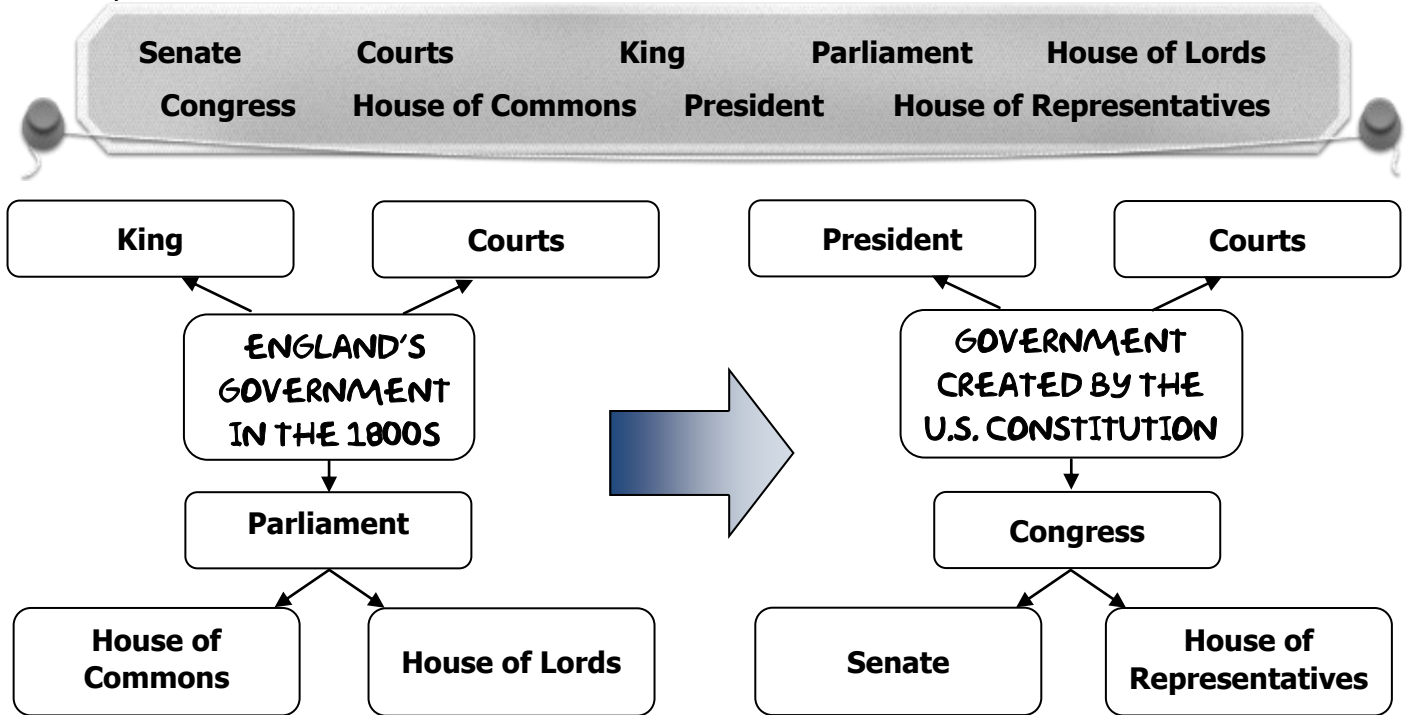 Senate Courts King Parliament House of Lords
Congress House of Commons President House of Representatives
King Courts President Courts
ENGLAND'S
GOVERNMENT
IN THE 1800S
GOVERNMENT
CREATED BY THE
U.S. CONSTITUTION
Parliament
Congress
House of
Commons
House of Lords
Senate
House of
Representatives